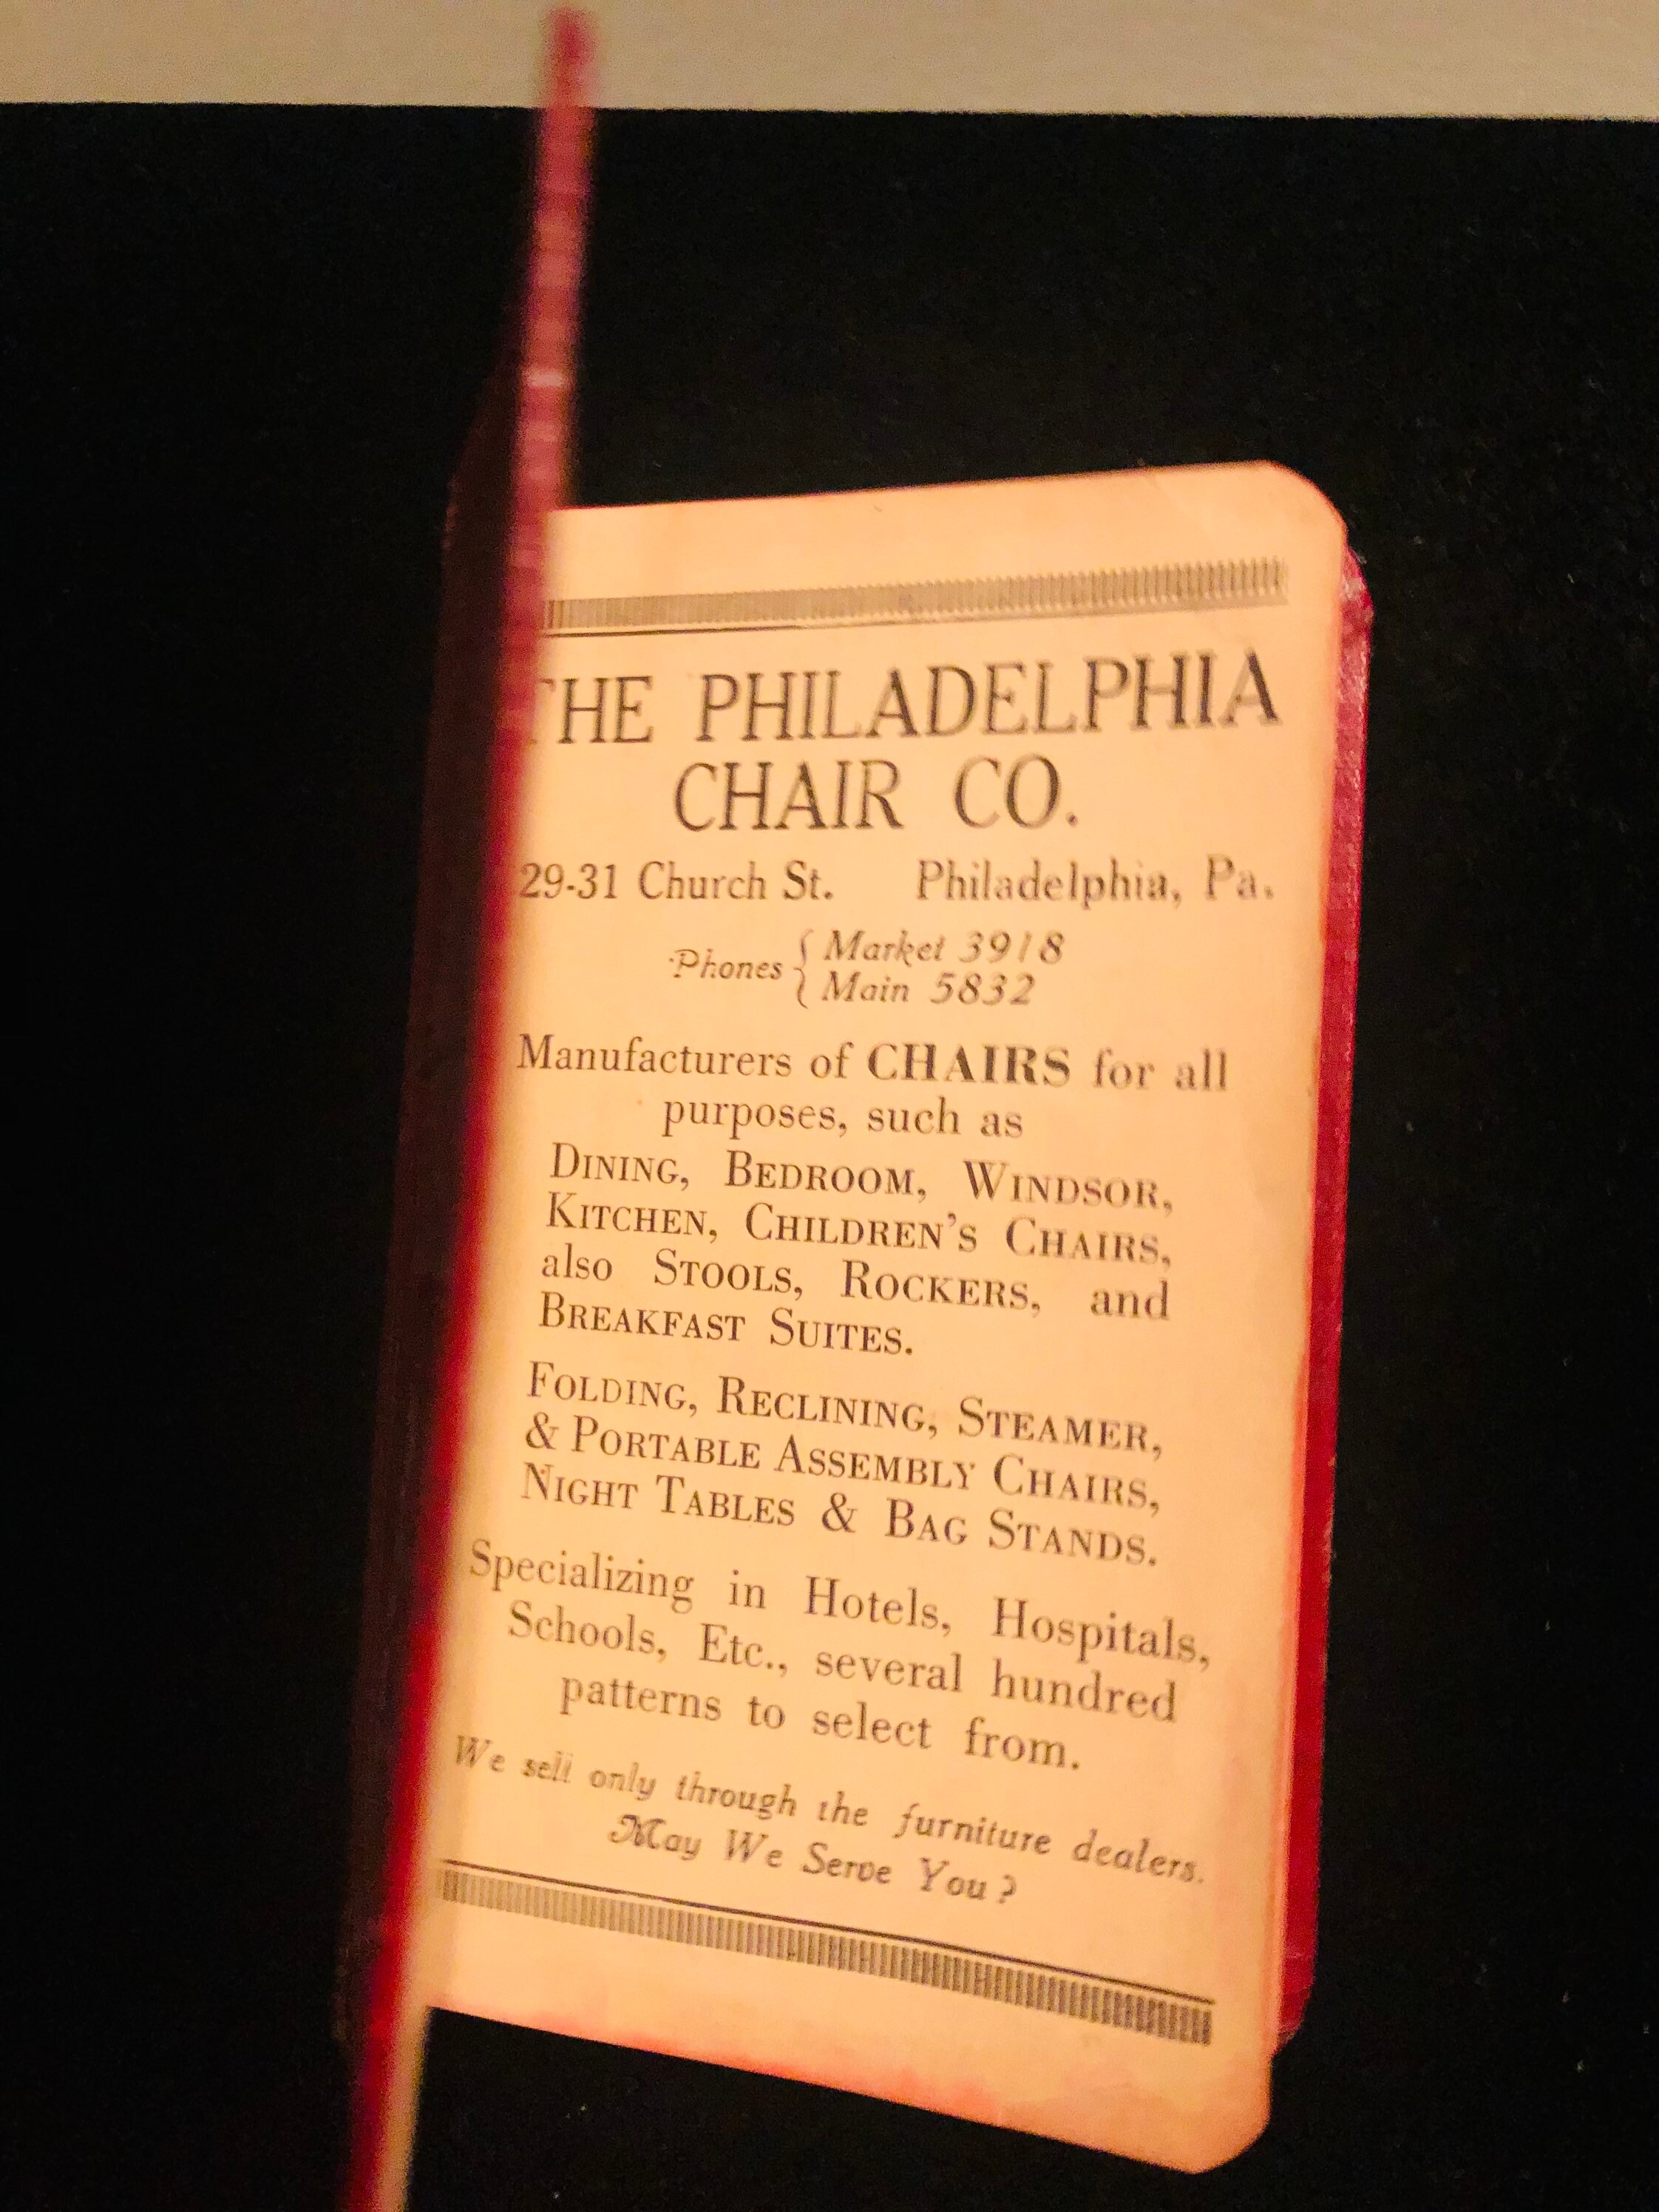 THE PHILADELPHIA
CHAIR CO.
29-31 Church St. Philadelphia, Pa.
Phones { Market 3918
Main 5832
Manufacturers of CHAIRS for all
purposes, such as
DINING, BEDROOM, WINDSOR,
KITCHEN, CHILDREN'S CHAIRS,
also STOOLS, ROCKERS, and
BREAKFAST SUITES.
FOLDING, RECLINING, STEAMER,
& PORTABLE ASSEMBLY CHAIRS,
NIGHT TABLES & BAG STANDS.
Specializing in Hotels, Hospitals,
Schools, Etc., several hundred
patterns to select from.
We sell only through the furniture dealers.
May We Serve You?